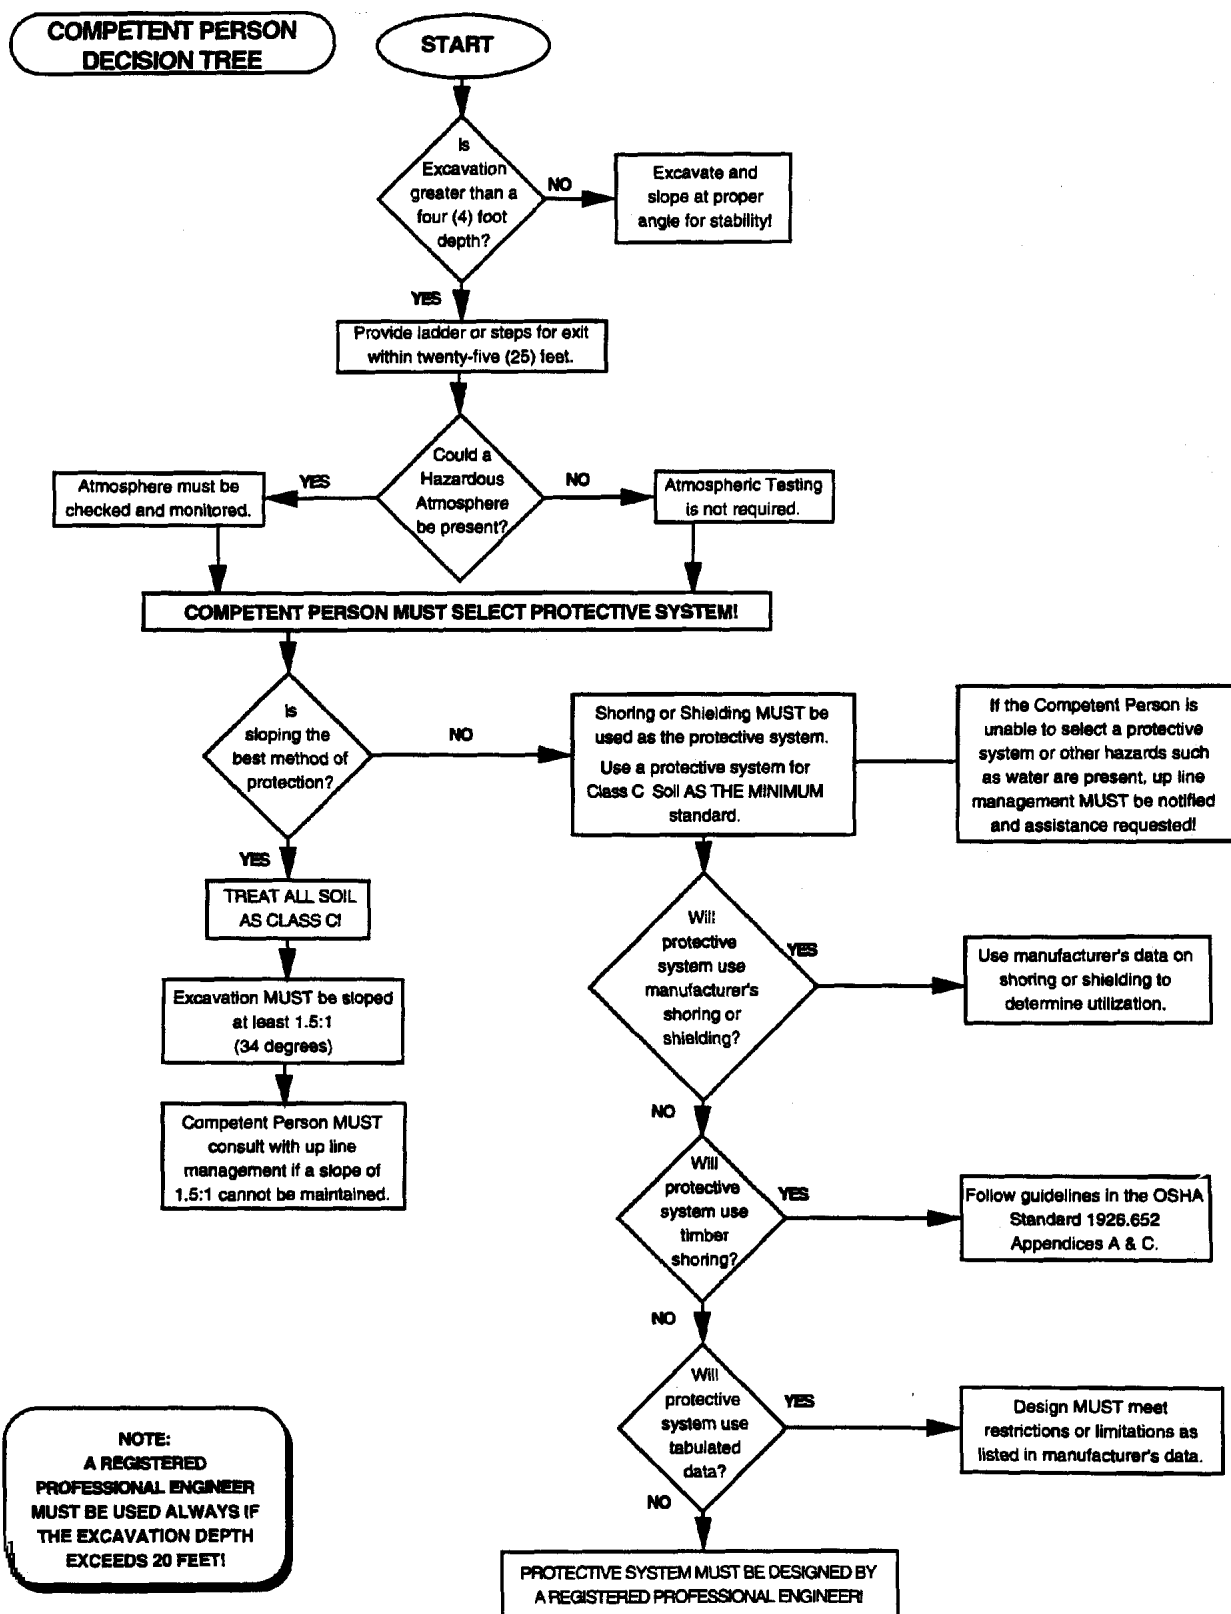 COMPETENT PERSON
DECISION TREE
START
Is
Excavation
greater than a
four (4) foot
depth?
NO
Excavate and
slope at proper
angle for stability!
YES
Provide ladder or steps for exit
within twenty-five (25) feet.
Could a
Hazardous
Atmosphere
be present?
YES
Atmosphere must be
checked and monitored.
NO
Atmospheric Testing
is not required.
COMPETENT PERSON MUST SELECT PROTECTIVE SYSTEM!
Is
sloping the
best method of
protection?
NO
Shoring or Shielding MUST be
used as the protective system.
Use a protective system for
Class C Soil AS THE MINIMUM
standard.
If the Competent Person is
unable to select a protective
system or other hazards such
as water are present, up line
management MUST be notified
and assistance requested!
YES
TREAT ALL SOIL
AS CLASS C!
Excavation MUST be sloped
at least 1.5:1
(34 degrees)
Competent Person MUST
consult with up line
management if a slope of
1.5:1 cannot be maintained.
Will
protective
system use
manufacturer's
shoring or
shielding?
YES
Use manufacturer's data on
shoring or shielding to
determine utilization.
NO
Will
protective
system use
timber
shoring?
YES
Follow guidelines in the OSHA
Standard 1926.652
Appendices A & C.
NO
Will
protective
system use
tabulated
data?
YES
Design MUST meet
restrictions or limitations as
listed in manufacturer's data.
NO
PROTECTIVE SYSTEM MUST BE DESIGNED BY
A REGISTERED PROFESSIONAL ENGINEER!
NOTE:
A REGISTERED
PROFESSIONAL ENGINEER
MUST BE USED ALWAYS IF
THE EXCAVATION DEPTH
EXCEEDS 20 FEET!